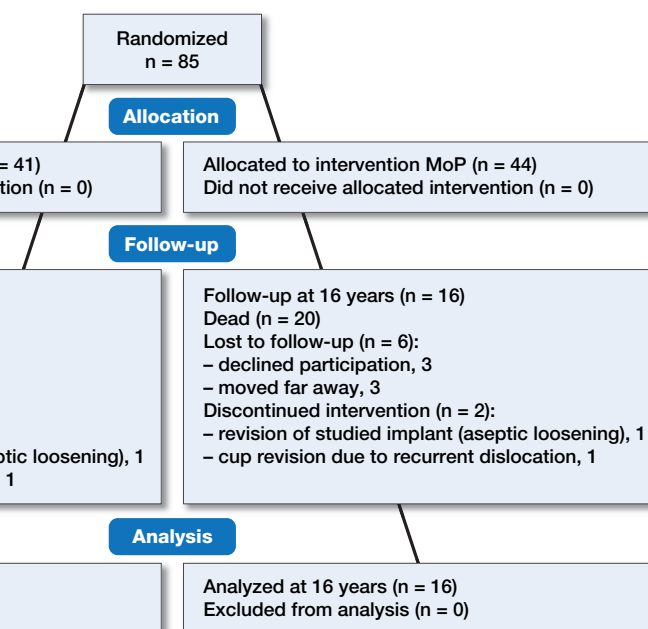 Randomized
n = 85
Allocation
= 41)
(n = 0)
Allocated to intervention MoP (n = 44)
Did not receive allocated intervention (n = 0)
Follow-up
loosening), 1
1
Follow-up at 16 years (n = 16)
Dead (n = 20)
Lost to follow-up (n = 6):
– declined participation, 3
– moved far away, 3
Discontinued intervention (n = 2):
– revision of studied implant (aseptic loosening), 1
– cup revision due to recurrent dislocation, 1
Analysis
Analyzed at 16 years (n = 16)
Excluded from analysis (n = 0)